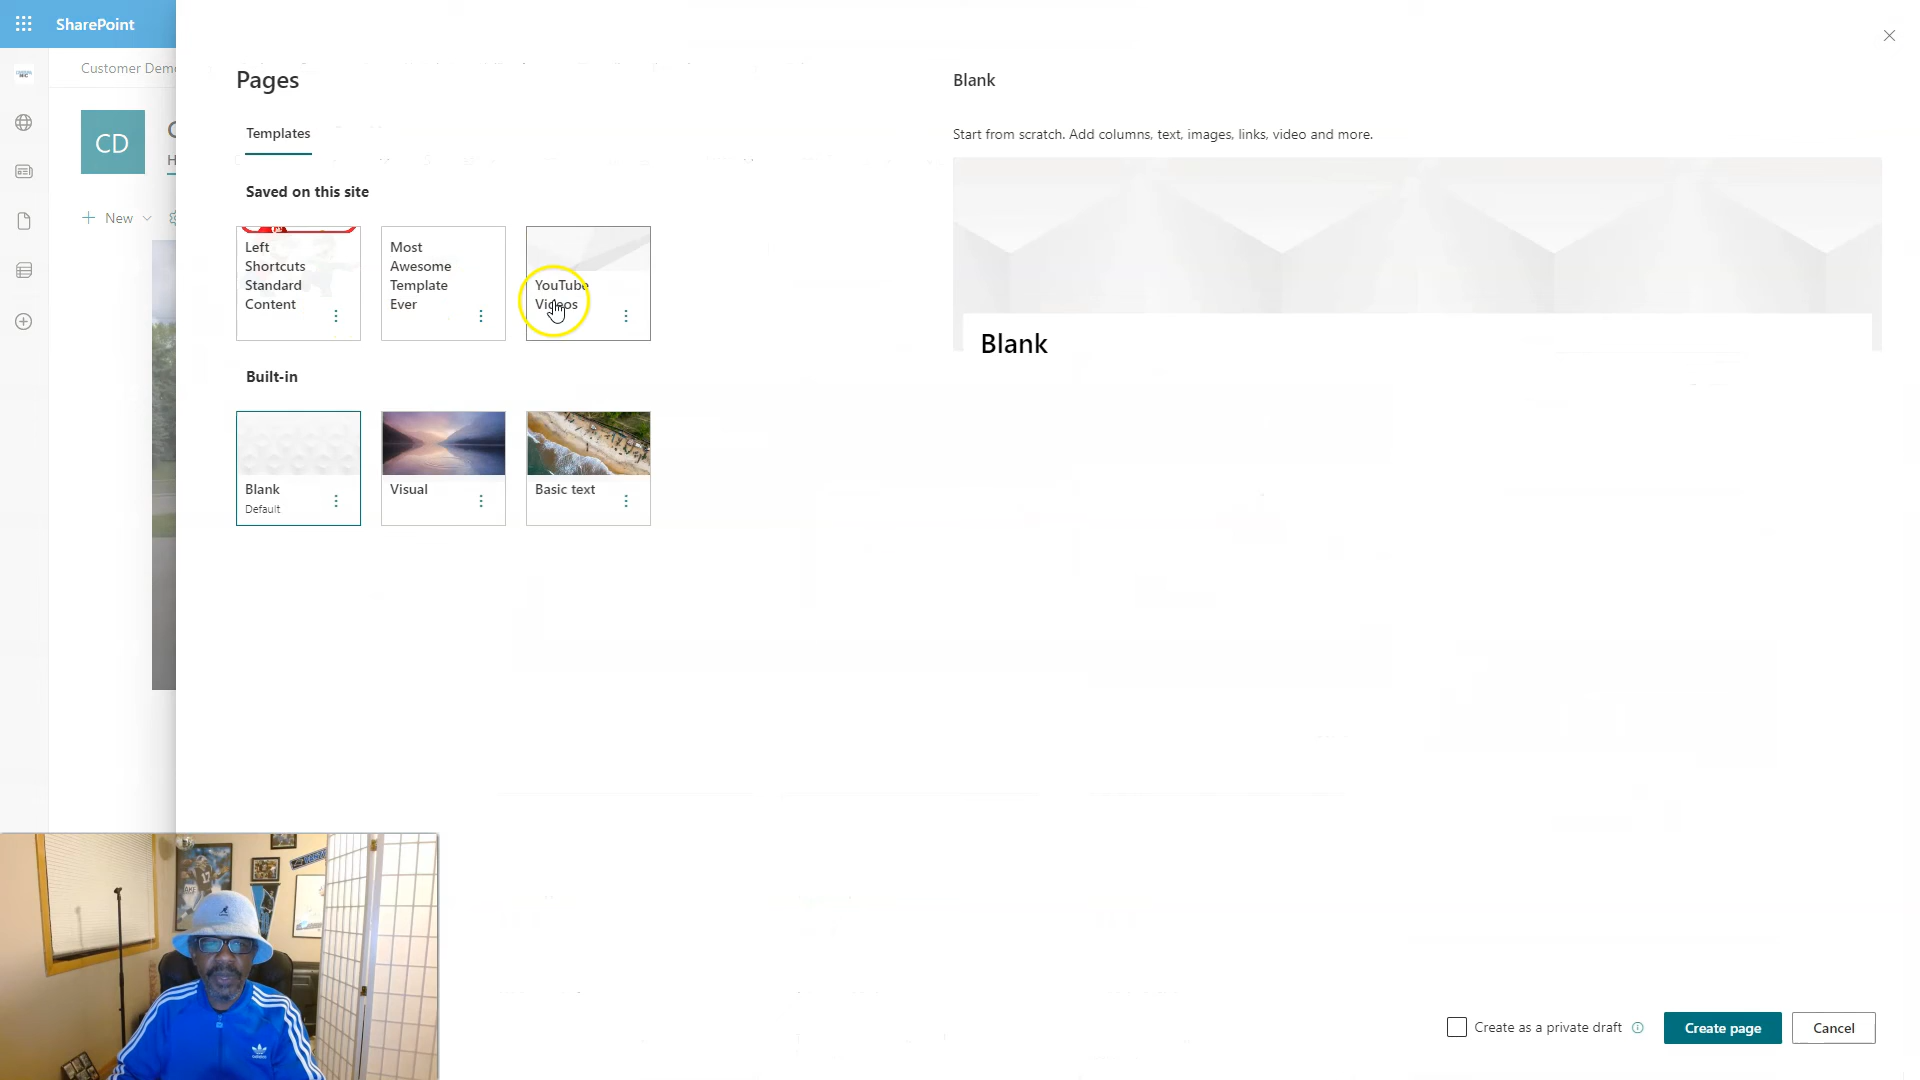 SharePoint
Customer Dem
Pages
Blank
CD
C
H
Templates
Start from scratch. Add columns, text, images, links, video and more.
Saved on this site
New
Left
Shortcuts
Standard
Content
Most
Awesome
Template
Ever
YouTube
Videos
Blank
Built-in
Blank
Default
Visual
Basic text
17
Create as a private draft
Create page
Cancel